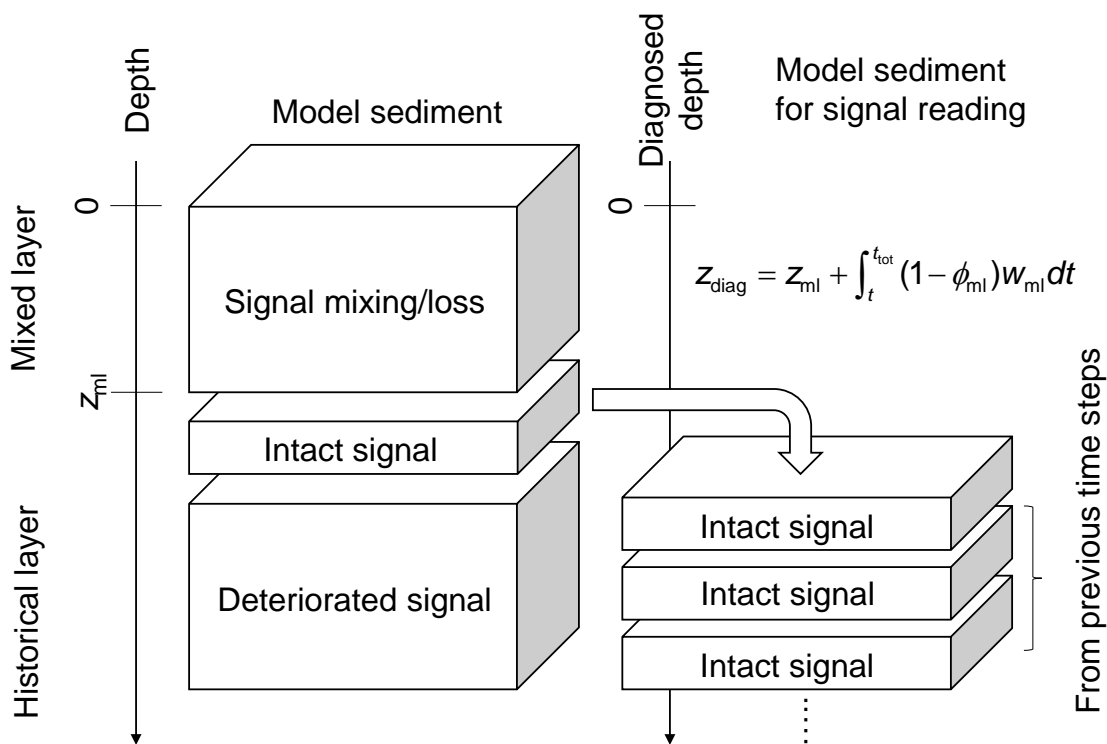 Depth
Model sediment
Diagnosed
depth
Model sediment
for signal reading
0
0
Mixed layer
Signal mixing/loss
z_diag = z_ml + ∫_t^{t_tot} (1 − ϕ_ml) w_ml dt
z_ml
Intact signal
Historical layer
Deteriorated signal
Intact signal
Intact signal
Intact signal
From previous time steps